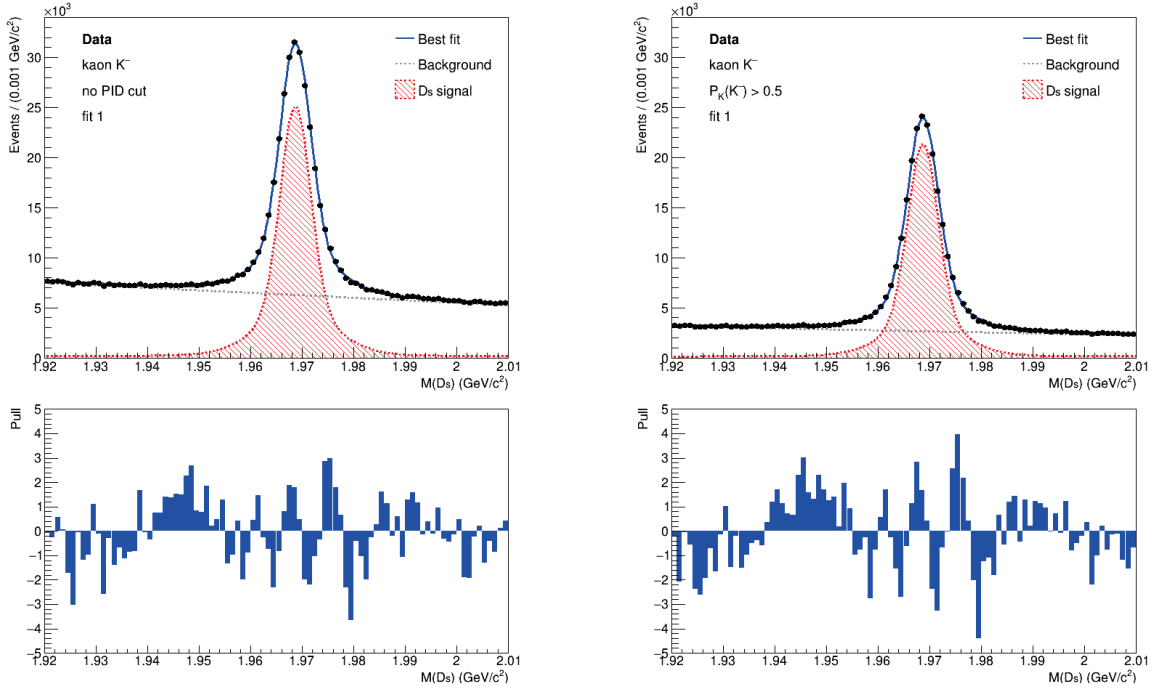 ×10³
Events / (0.001 GeV/c²)
30
25
20
15
10
5
0
Data
kaon K⁻
no PID cut
fit 1
Best fit
Background
Ds signal
1.92 1.93 1.94 1.95 1.96 1.97 1.98 1.99 2 2.01
M(Ds) (GeV/c²)
Pull
5
4
3
2
1
0
−1
−2
−3
−4
−5
1.92 1.93 1.94 1.95 1.96 1.97 1.98 1.99 2 2.01
M(Ds) (GeV/c²)
×10³
Events / (0.001 GeV/c²)
30
25
20
15
10
5
0
Data
kaon K⁻
P_K(K⁻) > 0.5
fit 1
Best fit
Background
Ds signal
1.92 1.93 1.94 1.95 1.96 1.97 1.98 1.99 2 2.01
M(Ds) (GeV/c²)
Pull
5
4
3
2
1
0
−1
−2
−3
−4
−5
1.92 1.93 1.94 1.95 1.96 1.97 1.98 1.99 2 2.01
M(Ds) (GeV/c²)